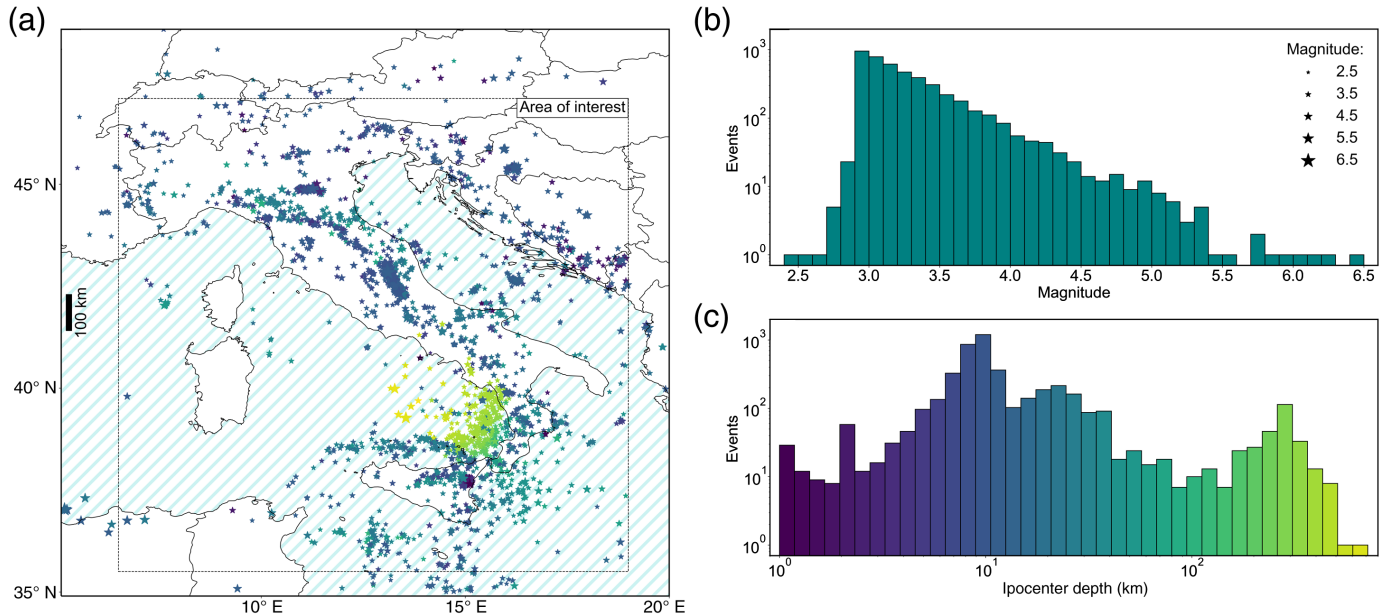 (a)
Area of interest
45° N
40° N
35° N
100 km
10° E
15° E
20° E
(b)
Events
10³
10²
10¹
10⁰
Magnitude:
2.5
3.5
4.5
5.5
6.5
2.5 3.0 3.5 4.0 4.5 5.0 5.5 6.0 6.5
Magnitude
(c)
Events
10³
10²
10¹
10⁰
10⁰ 10¹ 10²
Ipocenter depth (km)